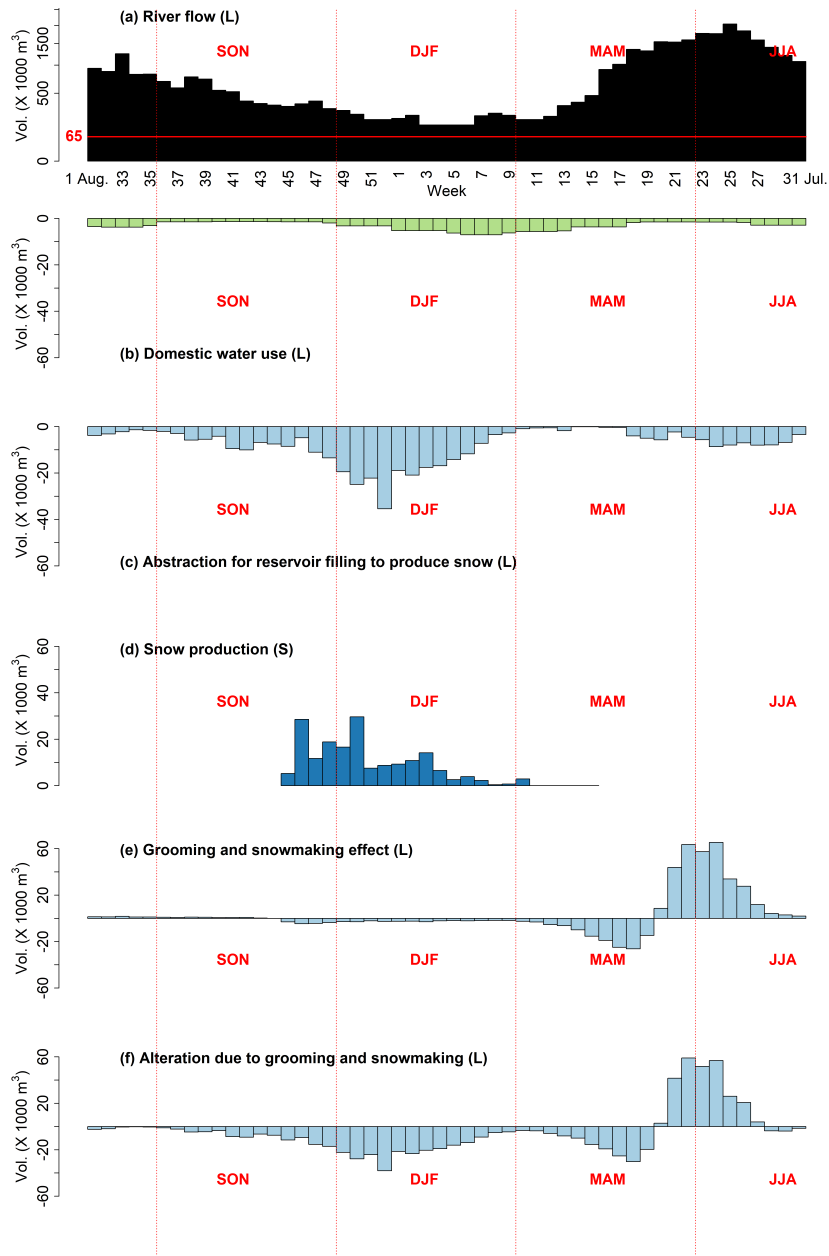 (a) River flow (L)
Vol. (X 1000 m³)
1500
500
0
65
SON DJF MAM JJA
1 Aug. 33 35 37 39 41 43 45 47 49 51 1 3 5 7 9 11 13 15 17 19 21 23 25 27 31 Jul.
Week
Vol. (X 1000 m³)
0
-20
-40
-60
SON DJF MAM JJA
(b) Domestic water use (L)
Vol. (X 1000 m³)
0
-20
-40
-60
SON DJF MAM JJA
(c) Abstraction for reservoir filling to produce snow (L)
(d) Snow production (S)
Vol. (X 1000 m³)
60
40
20
0
SON DJF MAM JJA
(e) Grooming and snowmaking effect (L)
Vol. (X 1000 m³)
60
20
-20
-60
SON DJF MAM JJA
(f) Alteration due to grooming and snowmaking (L)
Vol. (X 1000 m³)
60
20
-20
-60
SON DJF MAM JJA